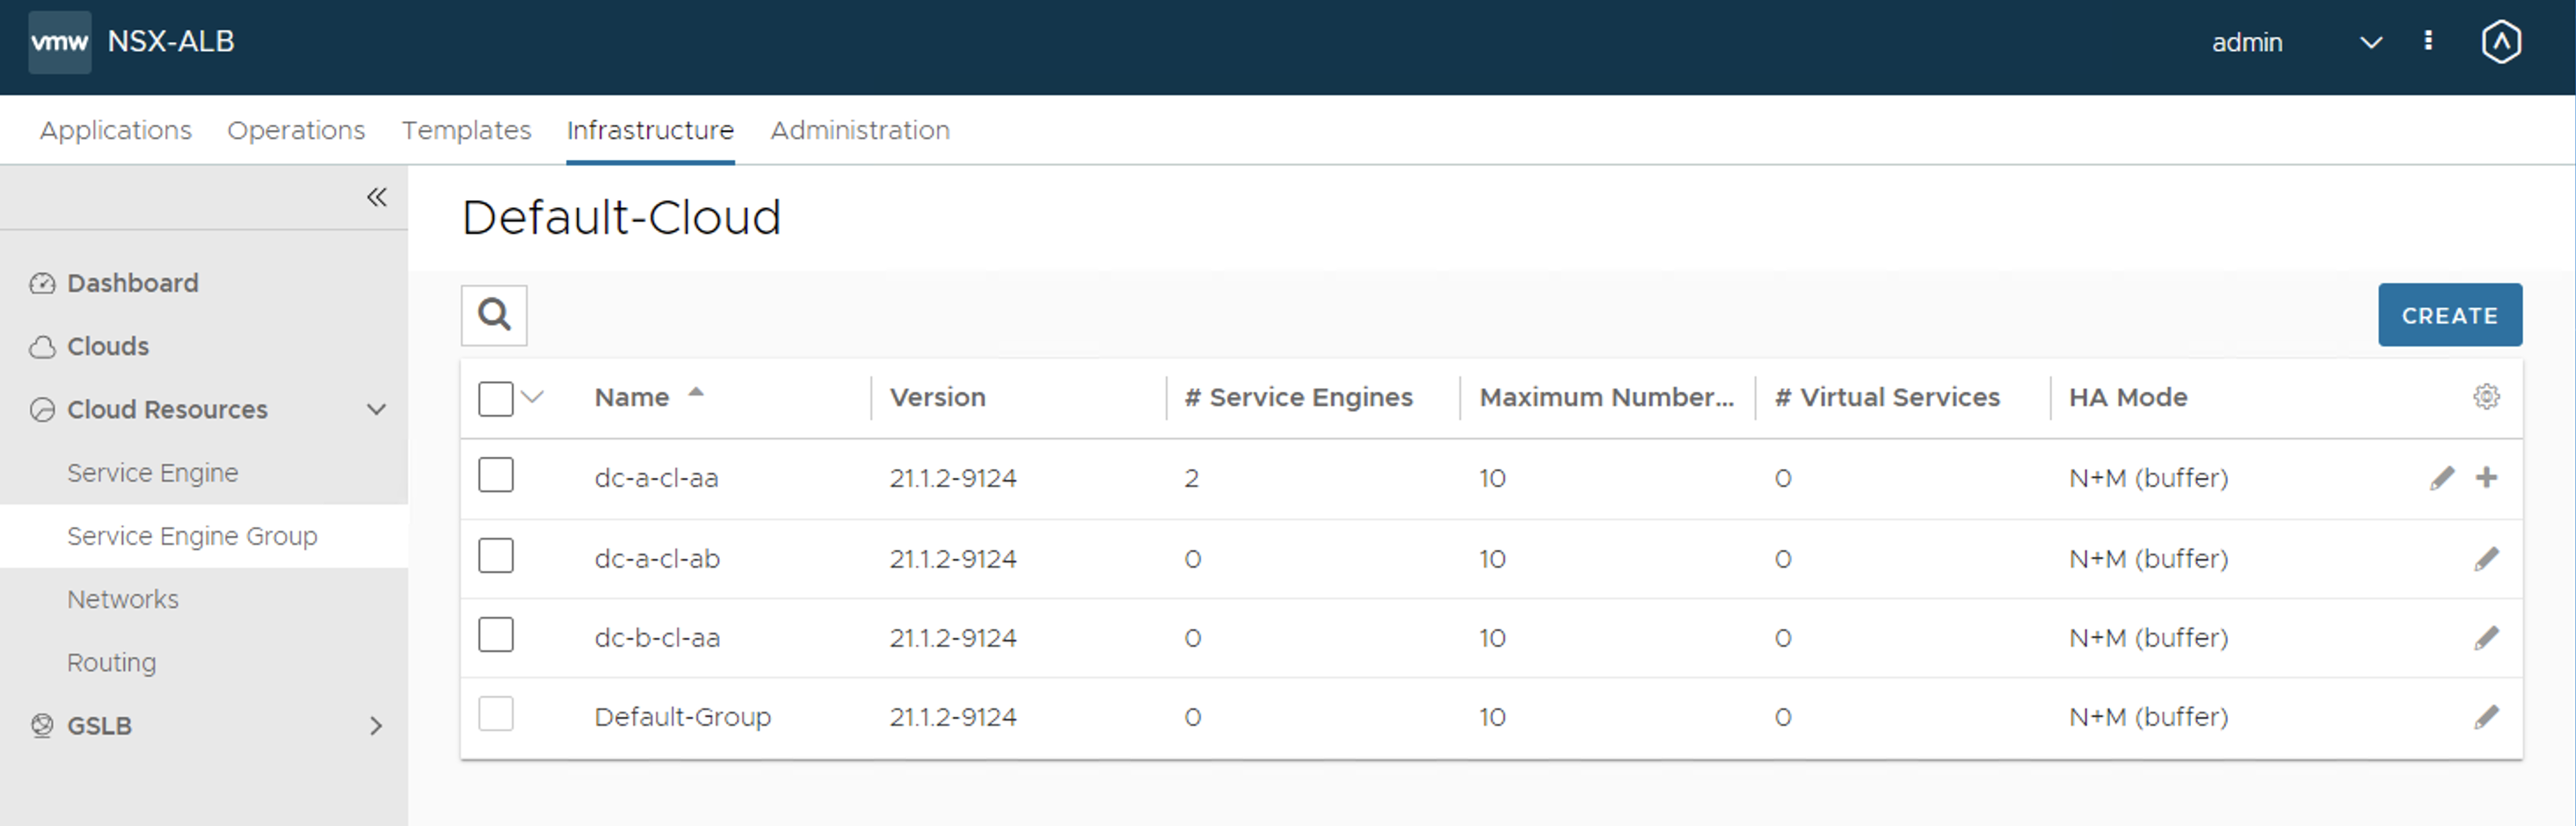 vmw NSX-ALB admin
Applications Operations Templates Infrastructure Administration
Default-Cloud
Dashboard
Clouds
Cloud Resources
Service Engine
Service Engine Group
Networks
Routing
GSLB
CREATE
Name Version # Service Engines Maximum Number... # Virtual Services HA Mode
dc-a-cl-aa 21.1.2-9124 2 10 0 N+M (buffer)
dc-a-cl-ab 21.1.2-9124 0 10 0 N+M (buffer)
dc-b-cl-aa 21.1.2-9124 0 10 0 N+M (buffer)
Default-Group 21.1.2-9124 0 10 0 N+M (buffer)